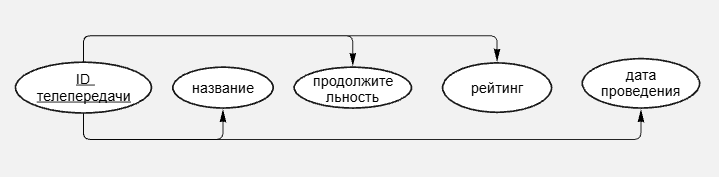 ID
телепередачи
название
продолжите
льность
рейтинг
дата
проведения